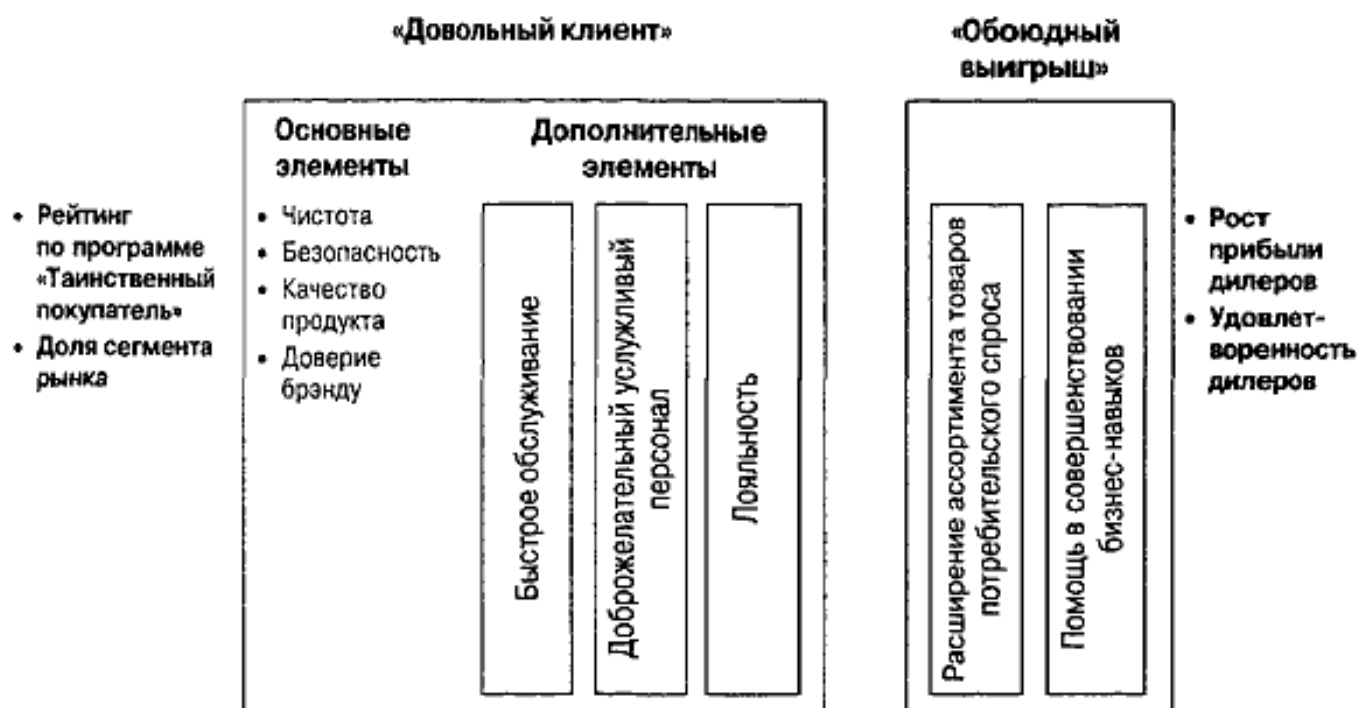 «Довольный клиент»
«Обоюдный
выигрыш»
Основные
элементы
Дополнительные
элементы
• Рейтинг
по программе
«Таинственный
покупатель»
• Доля сегмента
рынка
• Чистота
• Безопасность
• Качество
продукта
• Доверие
брэнду
Быстрое обслуживание
Доброжелательный услужливый
персонал
Лояльность
Расширение ассортимента товаров
потребительского спроса
Помощь в совершенствовании
бизнес-навыков
• Рост
прибыли
дилеров
• Удовлет-
воренность
дилеров